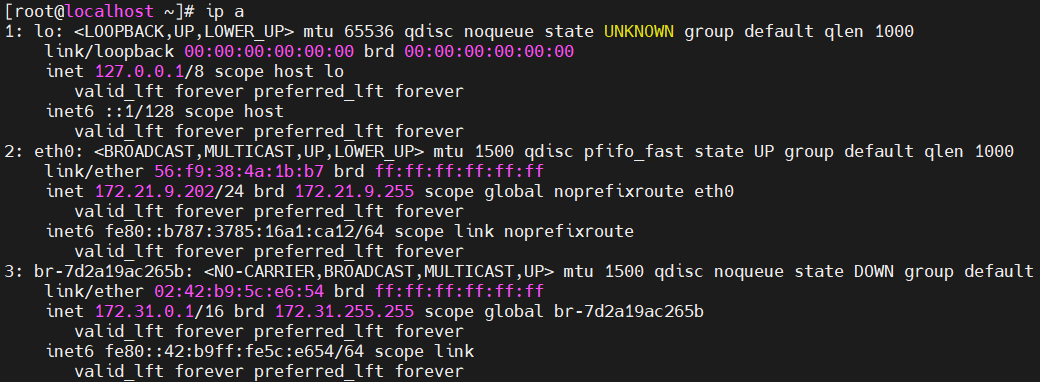 [root@localhost ~]# ip a
1: lo: <LOOPBACK,UP,LOWER_UP> mtu 65536 qdisc noqueue state UNKNOWN group default qlen 1000
    link/loopback 00:00:00:00:00:00 brd 00:00:00:00:00:00
    inet 127.0.0.1/8 scope host lo
       valid_lft forever preferred_lft forever
    inet6 ::1/128 scope host
       valid_lft forever preferred_lft forever
2: eth0: <BROADCAST,MULTICAST,UP,LOWER_UP> mtu 1500 qdisc pfifo_fast state UP group default qlen 1000
    link/ether 56:f9:38:4a:1b:b7 brd ff:ff:ff:ff:ff:ff
    inet 172.21.9.202/24 brd 172.21.9.255 scope global noprefixroute eth0
       valid_lft forever preferred_lft forever
    inet6 fe80::b787:3785:16a1:ca12/64 scope link noprefixroute
       valid_lft forever preferred_lft forever
3: br-7d2a19ac265b: <NO-CARRIER,BROADCAST,MULTICAST,UP> mtu 1500 qdisc noqueue state DOWN group default
    link/ether 02:42:b9:5c:e6:54 brd ff:ff:ff:ff:ff:ff
    inet 172.31.0.1/16 brd 172.31.255.255 scope global br-7d2a19ac265b
       valid_lft forever preferred_lft forever
    inet6 fe80::42:b9ff:fe5c:e654/64 scope link
       valid_lft forever preferred_lft forever